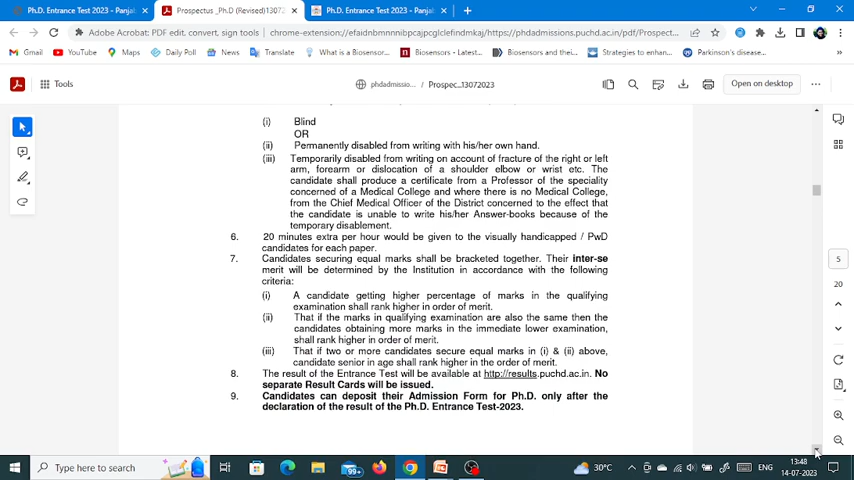 Ph.D. Entrance Test 2023 - Panjab
Prospectus _Ph.D (Revised)13072
Ph.D. Entrance Test 2023 - Panja
Adobe Acrobat: PDF edit, convert, sign tools
chrome-extension://efaidnbmnnnibpcajpcglclefindmkaj/https://phdadmissions.puchd.ac.in/pdf/Prospect...
Gmail YouTube Maps Daily Poll News Translate What is a Biosensor... Biosensors - Latest... Biosensors and their... Strategies to enhan... Parkinson's disease...
Tools phdadmissio... / Prospec...13072023 Open on desktop
(i) Blind
OR
(ii) Permanently disabled from writing with his/her own hand.
(iii) Temporarily disabled from writing on account of fracture of the right or left
arm, forearm or dislocation of a shoulder elbow or wrist etc. The
candidate shall produce a certificate from a Professor of the speciality
concerned of a Medical College and where there is no Medical College,
from the Chief Medical Officer of the District concerned to the effect that
the candidate is unable to write his/her Answer-books because of the
temporary disablement.
6. 20 minutes extra per hour would be given to the visually handicapped / PwD
candidates for each paper.
7. Candidates securing equal marks shall be bracketed together. Their inter-se
merit will be determined by the Institution in accordance with the following
criteria:
(i) A candidate getting higher percentage of marks in the qualifying
examination shall rank higher in order of merit.
(ii) That if the marks in qualifying examination are also the same then the
candidates obtaining more marks in the immediate lower examination,
shall rank higher in order of merit.
(iii) That if two or more candidates secure equal marks in (i) & (ii) above,
candidate senior in age shall rank higher in the order of merit.
8. The result of the Entrance Test will be available at http://results.puchd.ac.in. No
separate Result Cards will be issued.
9. Candidates can deposit their Admission Form for Ph.D. only after the
declaration of the result of the Ph.D. Entrance Test-2023.
5
20
Type here to search
99+
30°C
ENG
13:48
14-07-2023